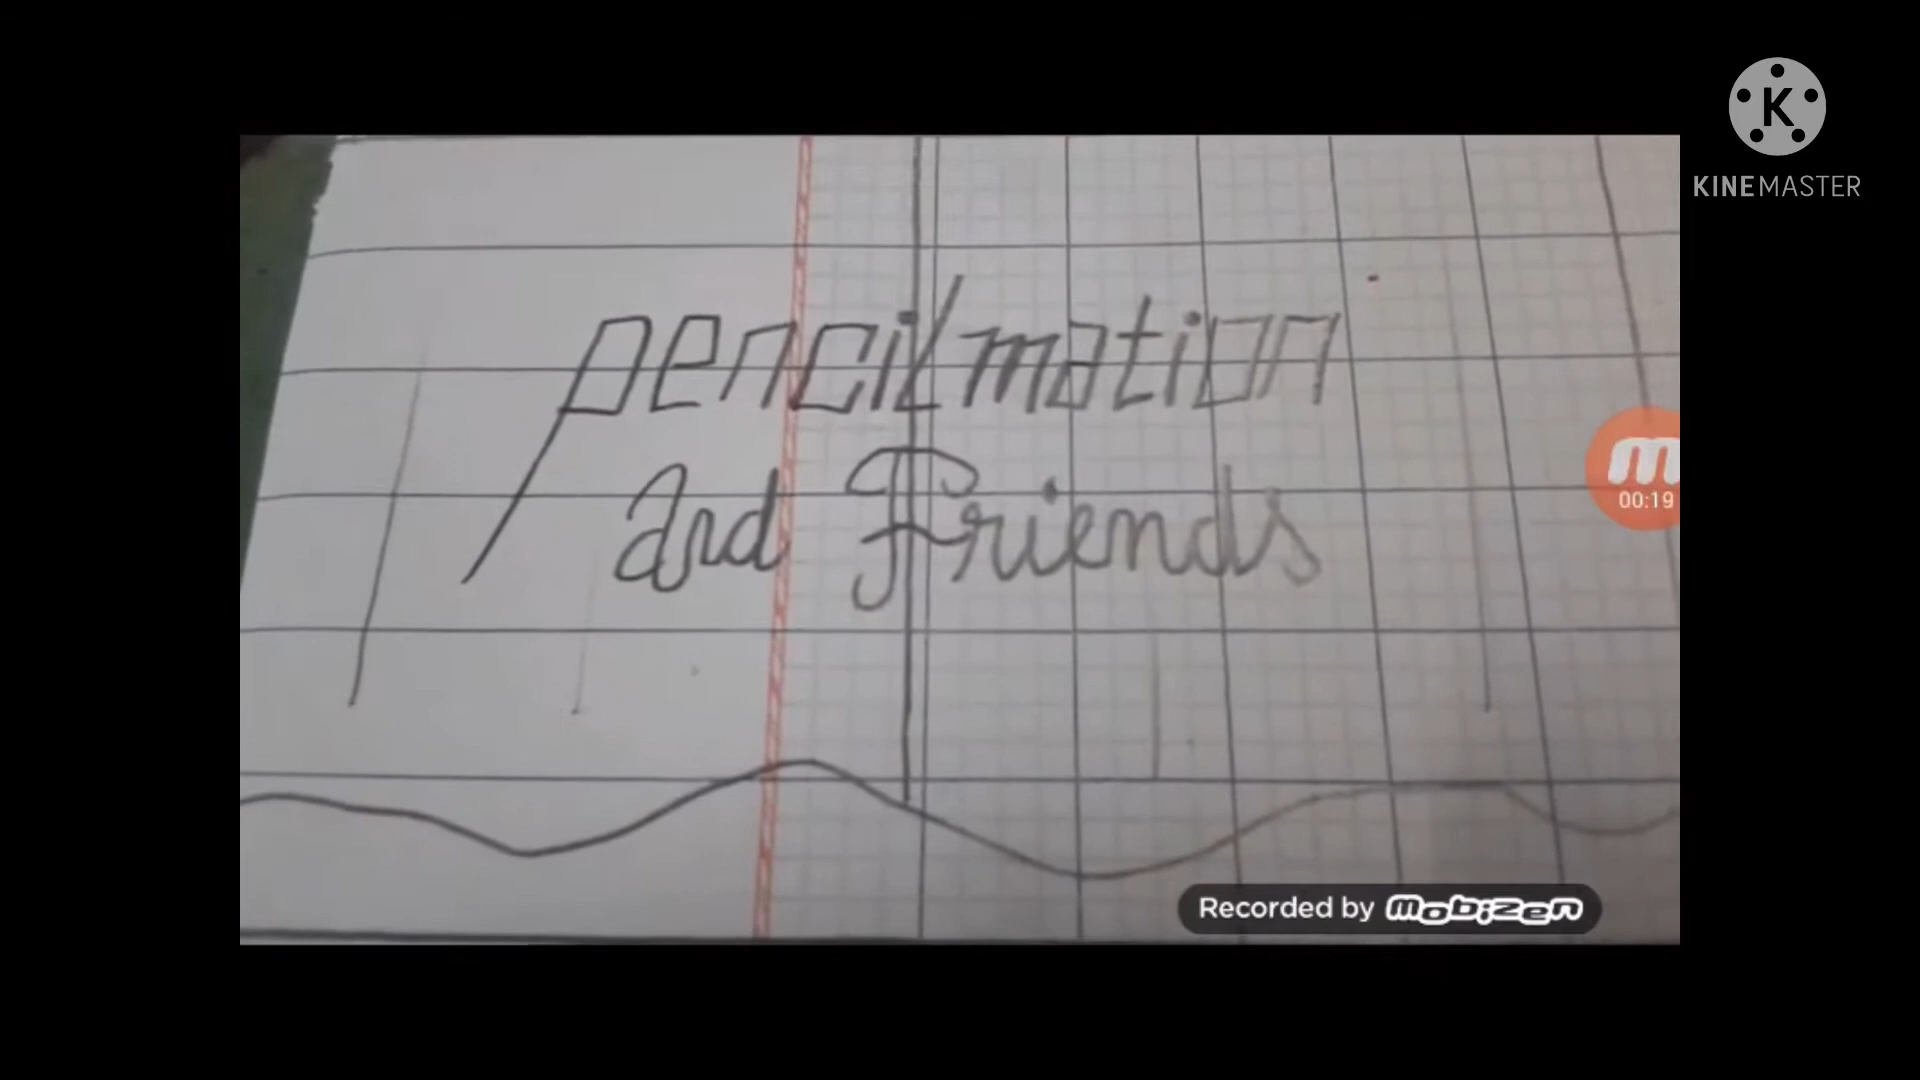 K
KINEMASTER
pencilmation
and Friends
m
00:19
Recorded by mobizen